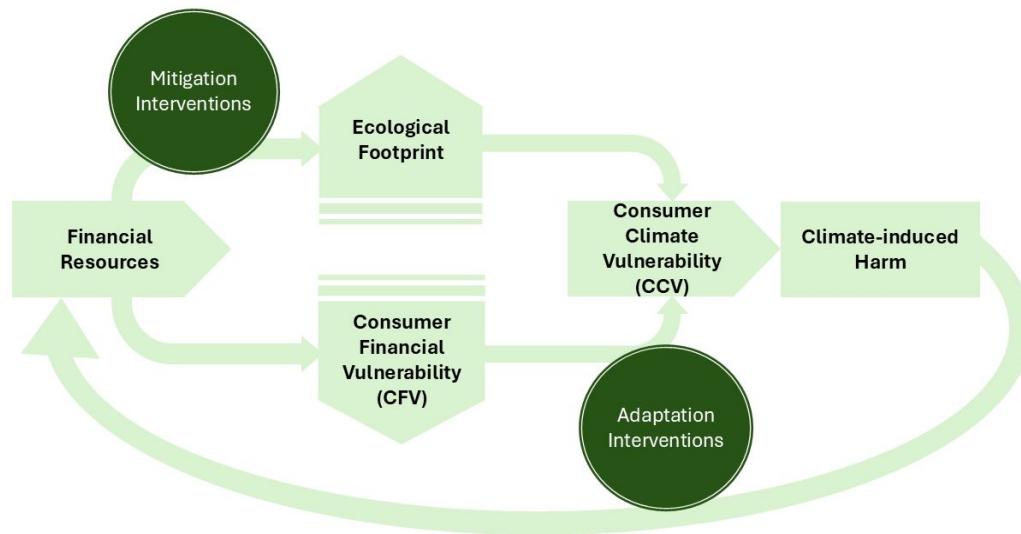 Mitigation
Interventions
Ecological
Footprint
Financial
Resources
Consumer
Climate
Vulnerability
(CCV)
Climate-induced
Harm
Consumer
Financial
Vulnerability
(CFV)
Adaptation
Interventions